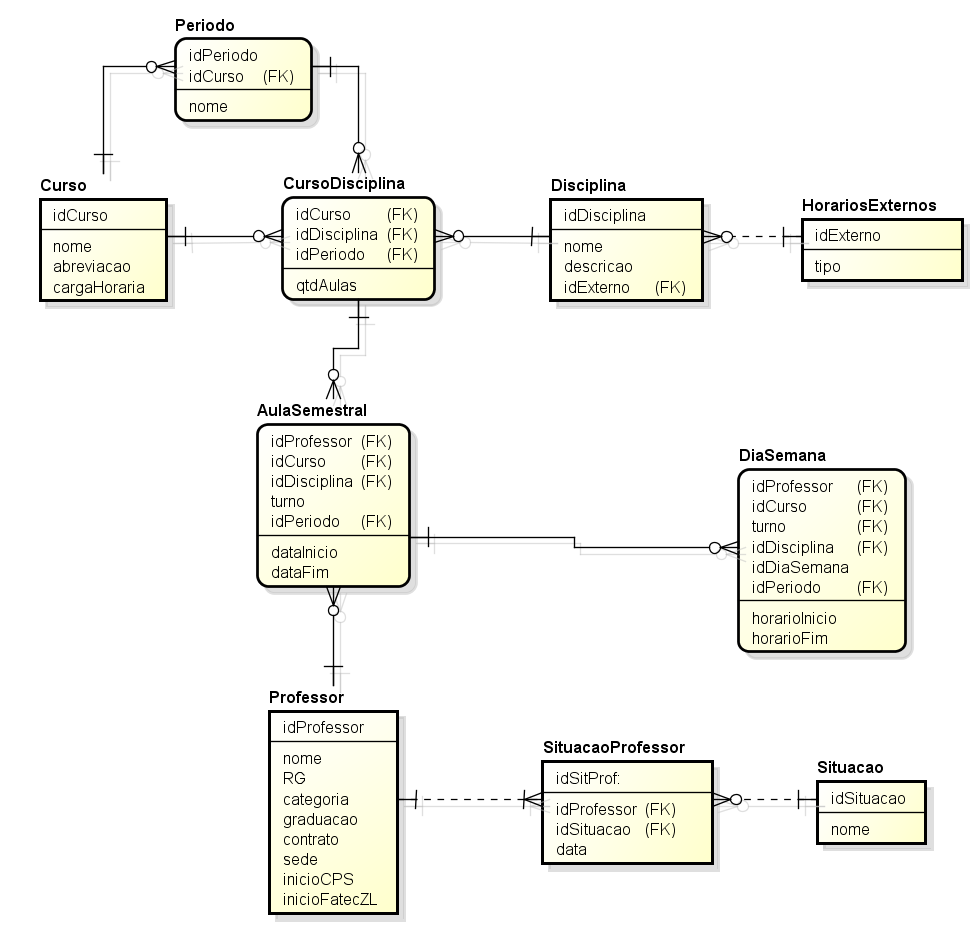 Periodo
idPeriodo
idCurso (FK)
nome
Curso
idCurso
nome
abreviacao
cargaHoraria
CursoDisciplina
idCurso (FK)
idDisciplina (FK)
idPeriodo (FK)
qtdAulas
Disciplina
idDisciplina
nome
descricao
idExterno (FK)
HorariosExternos
idExterno
tipo
AulaSemestral
idProfessor (FK)
idCurso (FK)
idDisciplina (FK)
turno
idPeriodo (FK)
dataInicio
dataFim
DiaSemana
idProfessor (FK)
idCurso (FK)
turno (FK)
idDisciplina (FK)
idDiaSemana
idPeriodo (FK)
horarioInicio
horarioFim
Professor
idProfessor
nome
RG
categoria
graduacao
contrato
sede
inicioCPS
inicioFatecZL
SituacaoProfessor
idSitProf:
idProfessor (FK)
idSituacao (FK)
data
Situacao
idSituacao
nome